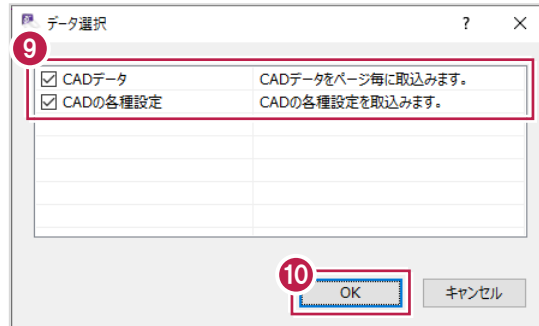 データ選択 ? ×
9
CADデータ CADデータをページ毎に取込みます。
CADの各種設定 CADの各種設定を取込みます。
10
OK キャンセル